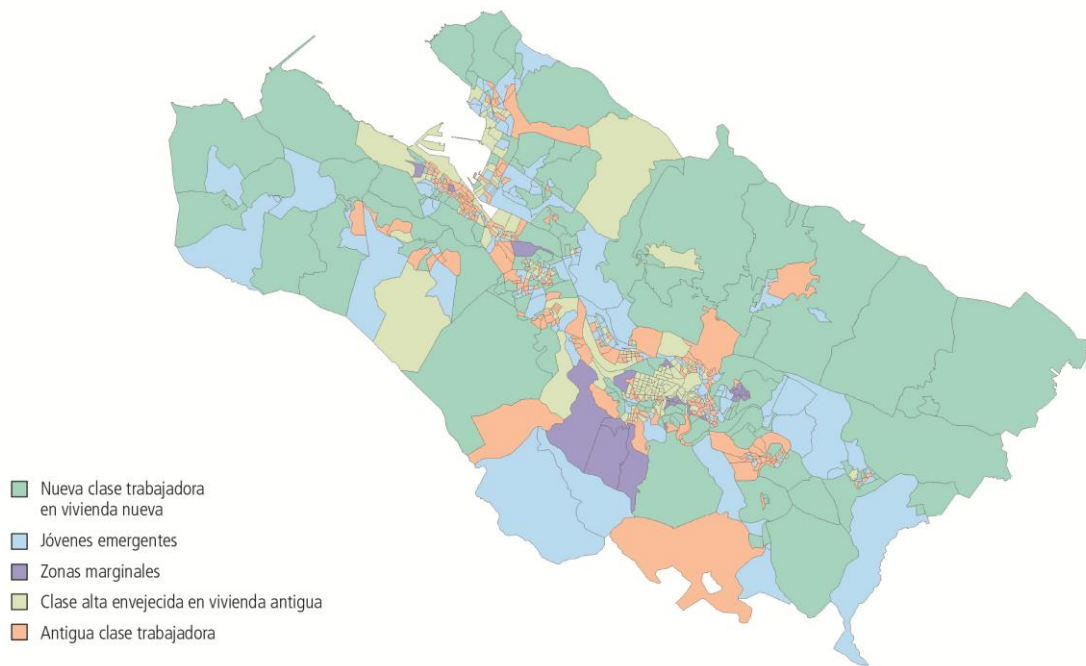 Nueva clase trabajadora
en vivienda nueva
Jóvenes emergentes
Zonas marginales
Clase alta envejecida en vivienda antigua
Antigua clase trabajadora